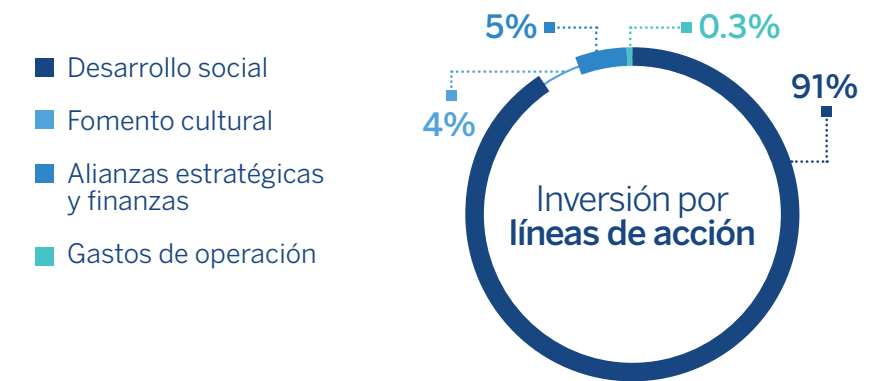 Desarrollo social
Fomento cultural
Alianzas estratégicas
y finanzas
Gastos de operación
5%
0.3%
91%
4%
Inversión por
líneas de acción